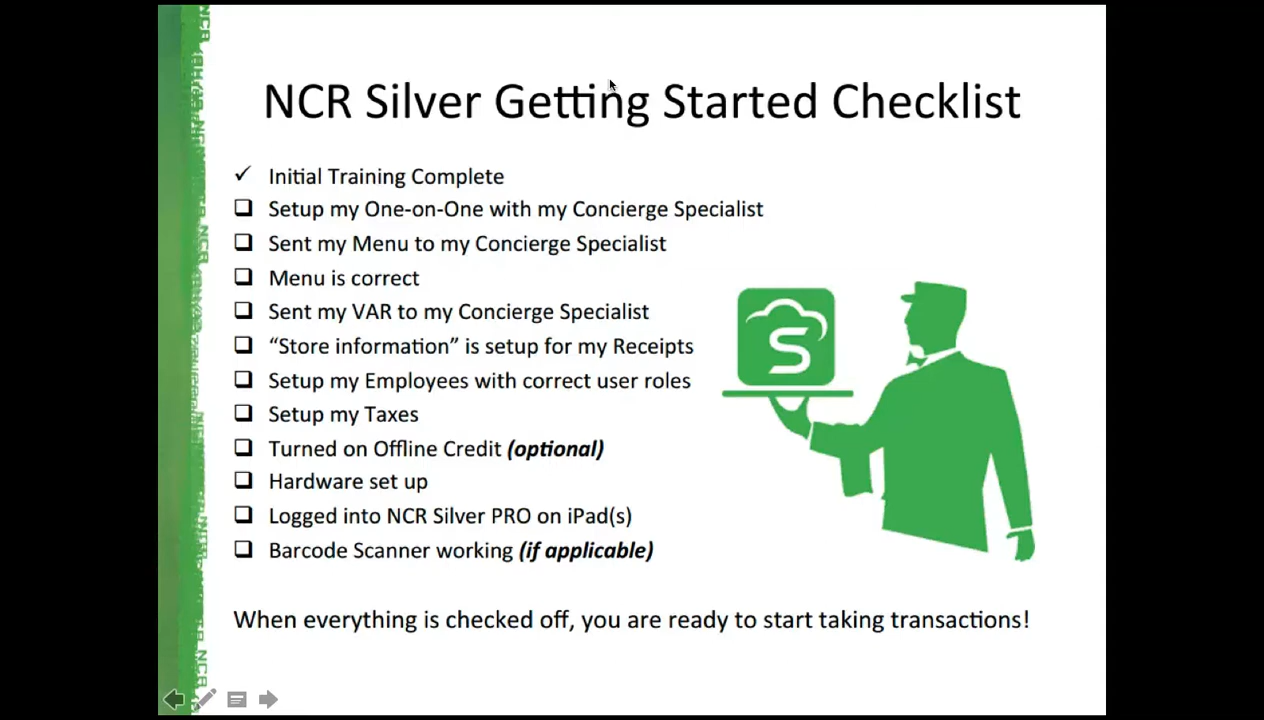 NCR Silver Getting Started Checklist
✓ Initial Training Complete
❑ Setup my One-on-One with my Concierge Specialist
❑ Sent my Menu to my Concierge Specialist
❑ Menu is correct
❑ Sent my VAR to my Concierge Specialist
❑ “Store information” is setup for my Receipts
❑ Setup my Employees with correct user roles
❑ Setup my Taxes
❑ Turned on Offline Credit (optional)
❑ Hardware set up
❑ Logged into NCR Silver PRO on iPad(s)
❑ Barcode Scanner working (if applicable)
S
When everything is checked off, you are ready to start taking transactions!